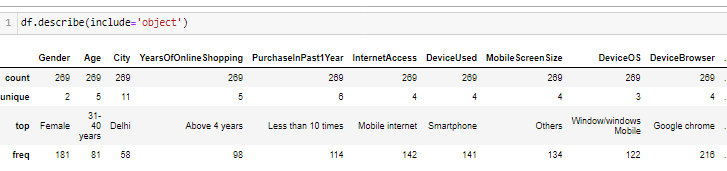 1 df.describe(include='object')
Gender Age City YearsOfOnlineShopping PurchaseInPast1Year InternetAccess DeviceUsed MobileScreenSize DeviceOS DeviceBrowser .
count 269 269 269 269 269 269 269 269 269 269
unique 2 5 11 5 6 4 4 4 3 4
top Female 31-40 years Delhi Above 4 years Less than 10 times Mobile internet Smartphone Others Window/windows Mobile Google chrome .
freq 181 81 58 98 114 142 141 134 122 216